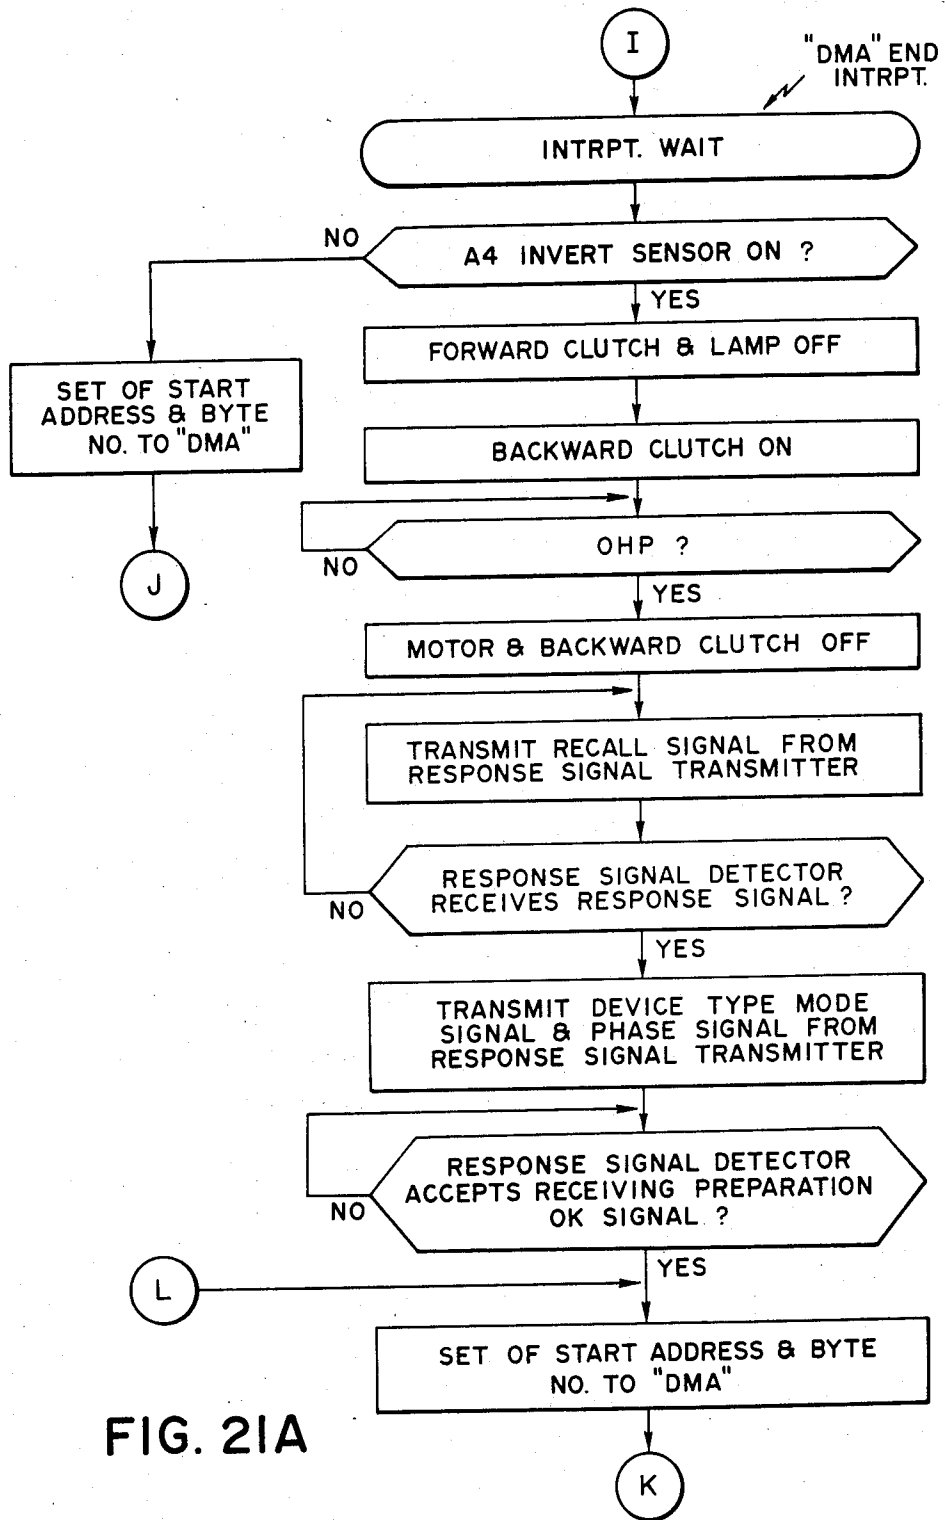 I
"DMA" END
INTRPT.
INTRPT. WAIT
NO
A4 INVERT SENSOR ON ?
YES
FORWARD CLUTCH & LAMP OFF
SET OF START
ADDRESS & BYTE
NO. TO "DMA"
BACKWARD CLUTCH ON
OHP ?
NO
J
YES
MOTOR & BACKWARD CLUTCH OFF
TRANSMIT RECALL SIGNAL FROM
RESPONSE SIGNAL TRANSMITTER
RESPONSE SIGNAL DETECTOR
RECEIVES RESPONSE SIGNAL ?
NO
YES
TRANSMIT DEVICE TYPE MODE
SIGNAL & PHASE SIGNAL FROM
RESPONSE SIGNAL TRANSMITTER
RESPONSE SIGNAL DETECTOR
ACCEPTS RECEIVING PREPARATION
OK SIGNAL ?
NO
YES
L
SET OF START ADDRESS & BYTE
NO. TO "DMA"
FIG. 21A
K